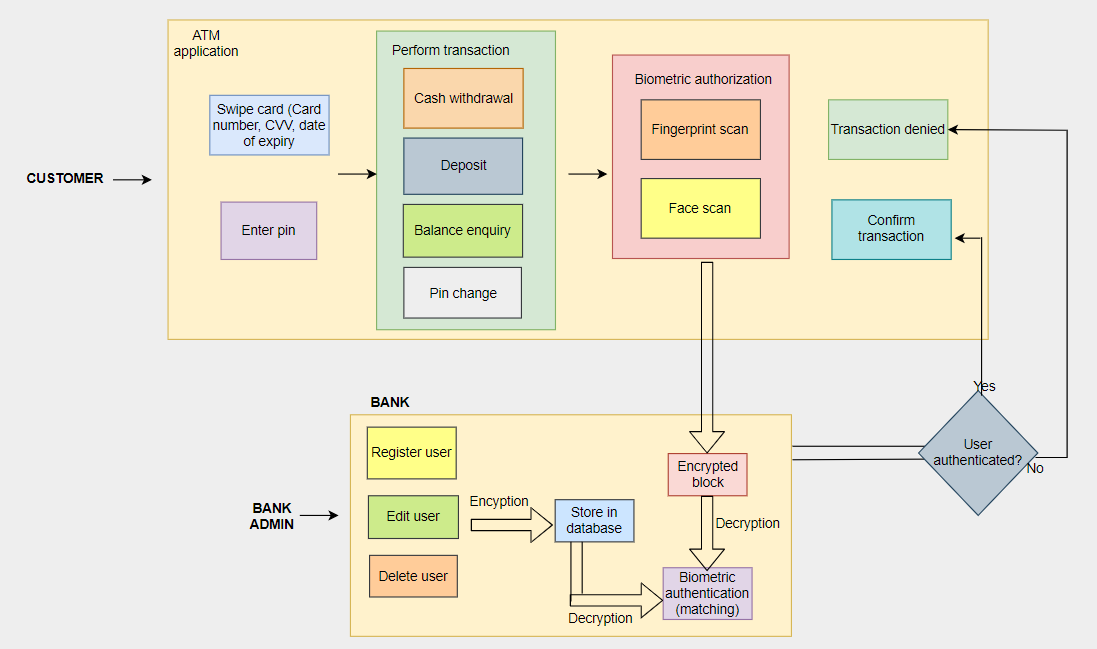 ATM
application
Perform transaction
Cash withdrawal
Deposit
Balance enquiry
Pin change
Swipe card (Card
number, CVV, date
of expiry
Enter pin
CUSTOMER
Biometric authorization
Fingerprint scan
Face scan
Transaction denied
Confirm
transaction
Yes
User
authenticated?
No
BANK
Register user
Edit user
Delete user
BANK
ADMIN
Encyption
Store in
database
Encrypted
block
Decryption
Biometric
authentication
(matching)
Decryption